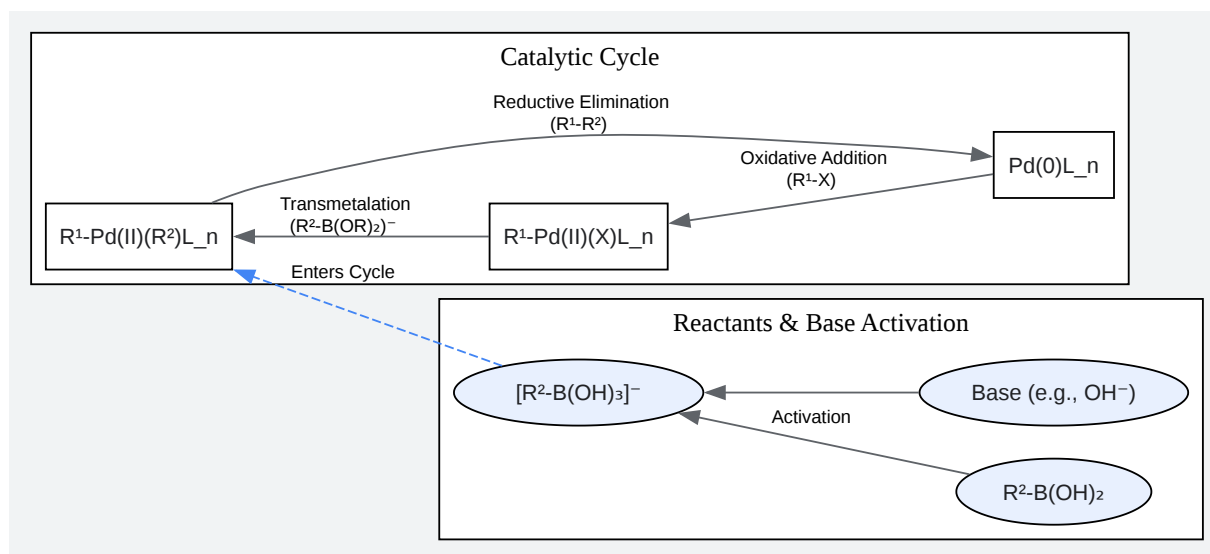 Catalytic Cycle
Reductive Elimination
(R¹-R²)
Oxidative Addition
(R¹-X)
Pd(0)L_n
Transmetalation
(R²-B(OR)₂)⁻
R¹-Pd(II)(R²)L_n
R¹-Pd(II)(X)L_n
Enters Cycle
Reactants & Base Activation
[R²-B(OH)₃]⁻
Base (e.g., OH⁻)
Activation
R²-B(OH)₂